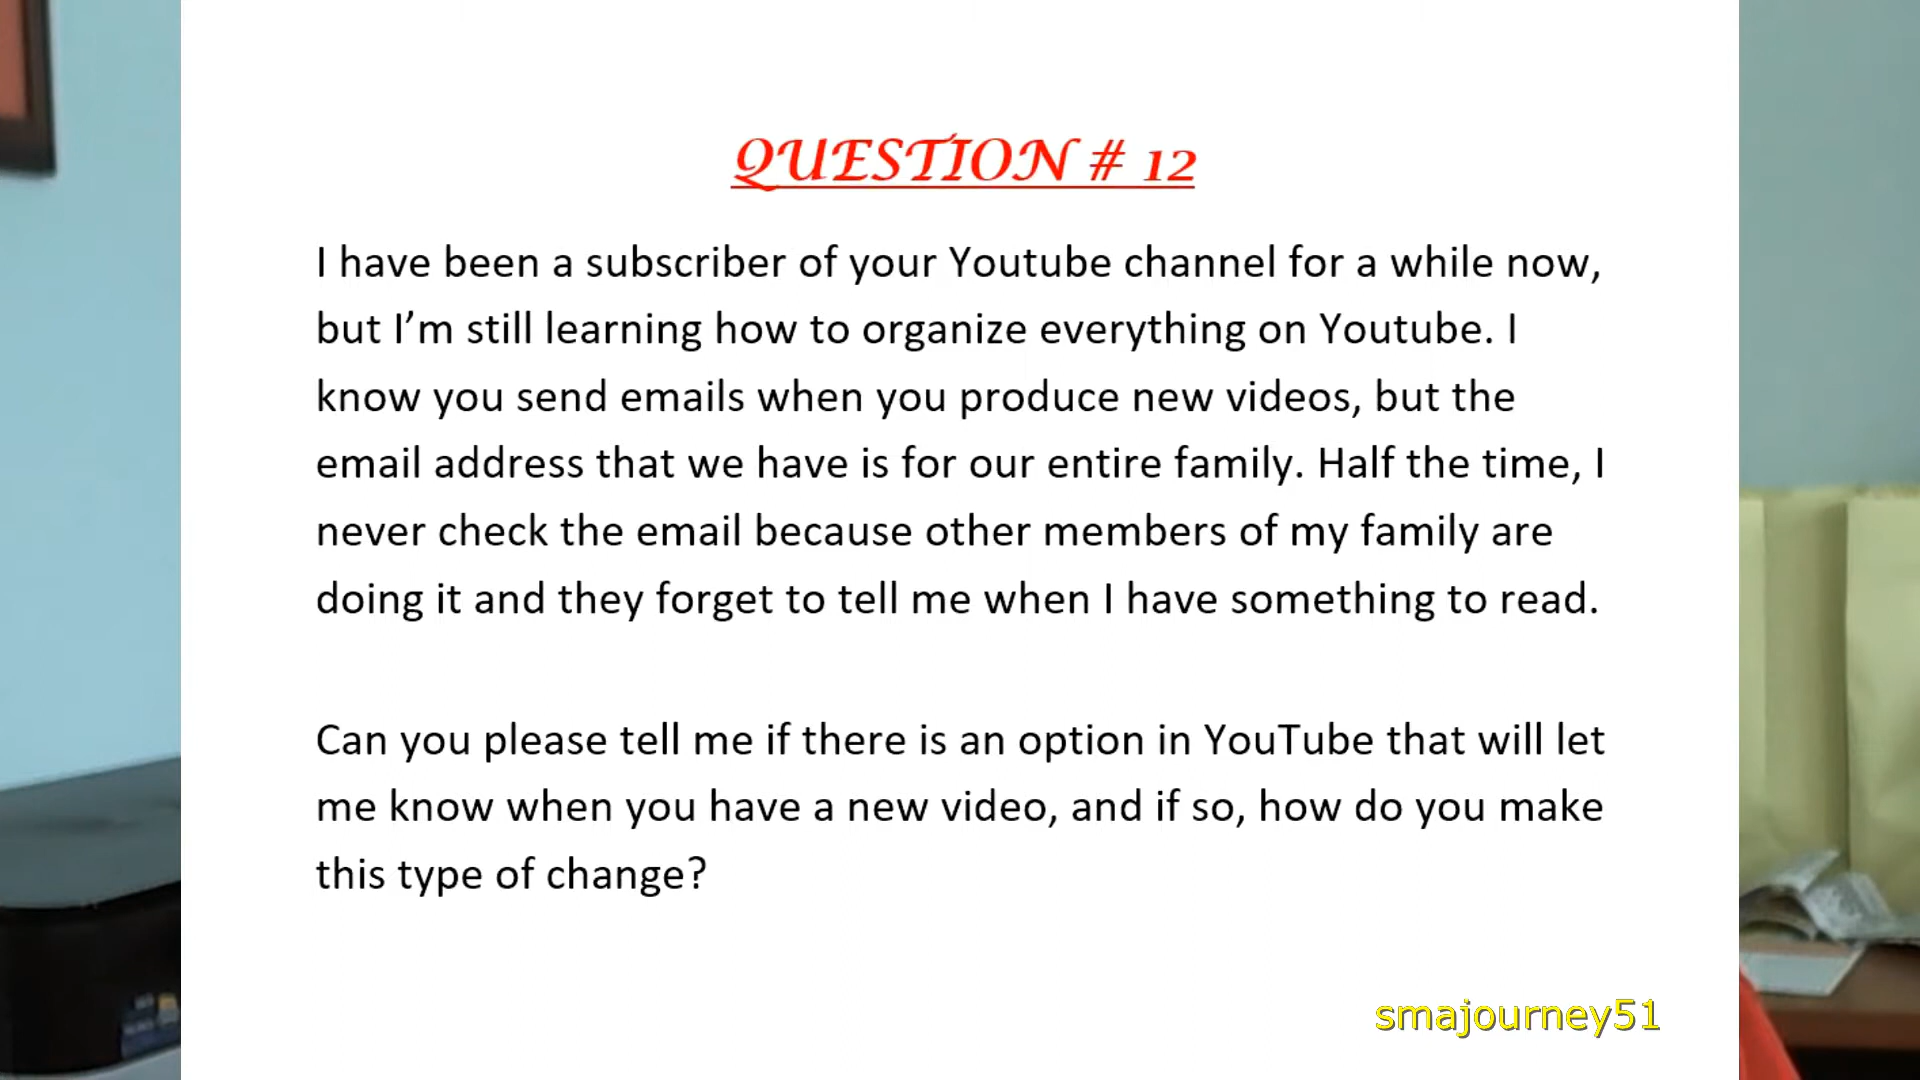 QUESTION # 12
I have been a subscriber of your Youtube channel for a while now,
but I’m still learning how to organize everything on Youtube. I
know you send emails when you produce new videos, but the
email address that we have is for our entire family. Half the time, I
never check the email because other members of my family are
doing it and they forget to tell me when I have something to read.
Can you please tell me if there is an option in YouTube that will let
me know when you have a new video, and if so, how do you make
this type of change?
smajourney51